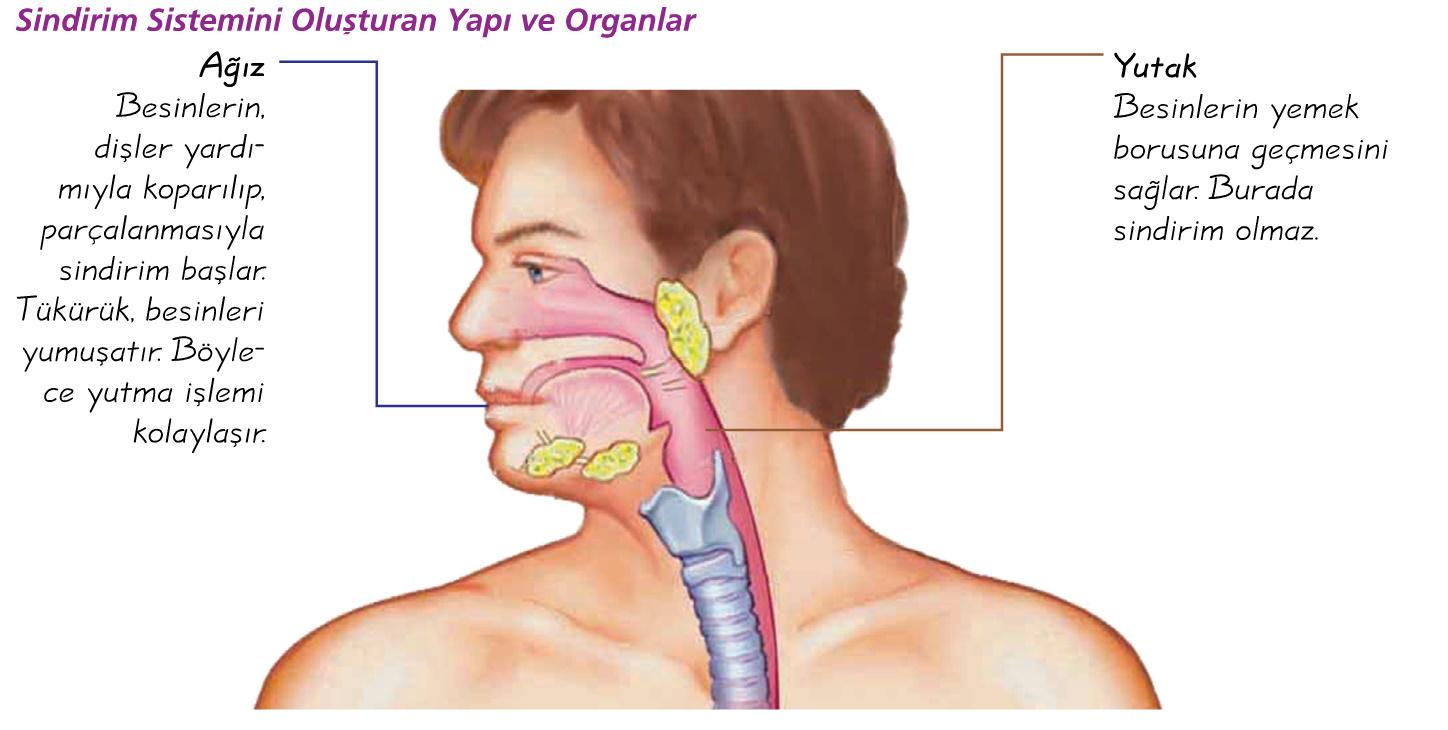 Sindirim Sistemini Oluşturan Yapı ve Organlar
Ağız
Besinlerin,
dişler yardı-
mıyla koparılıp,
parçalanmasıyla
sindirim başlar.
Tükürük, besinleri
yumuşatır. Böyle-
ce yutma işlemi
kolaylaşır.
Yutak
Besinlerin yemek
borusuna geçmesini
sağlar. Burada
sindirim olmaz.